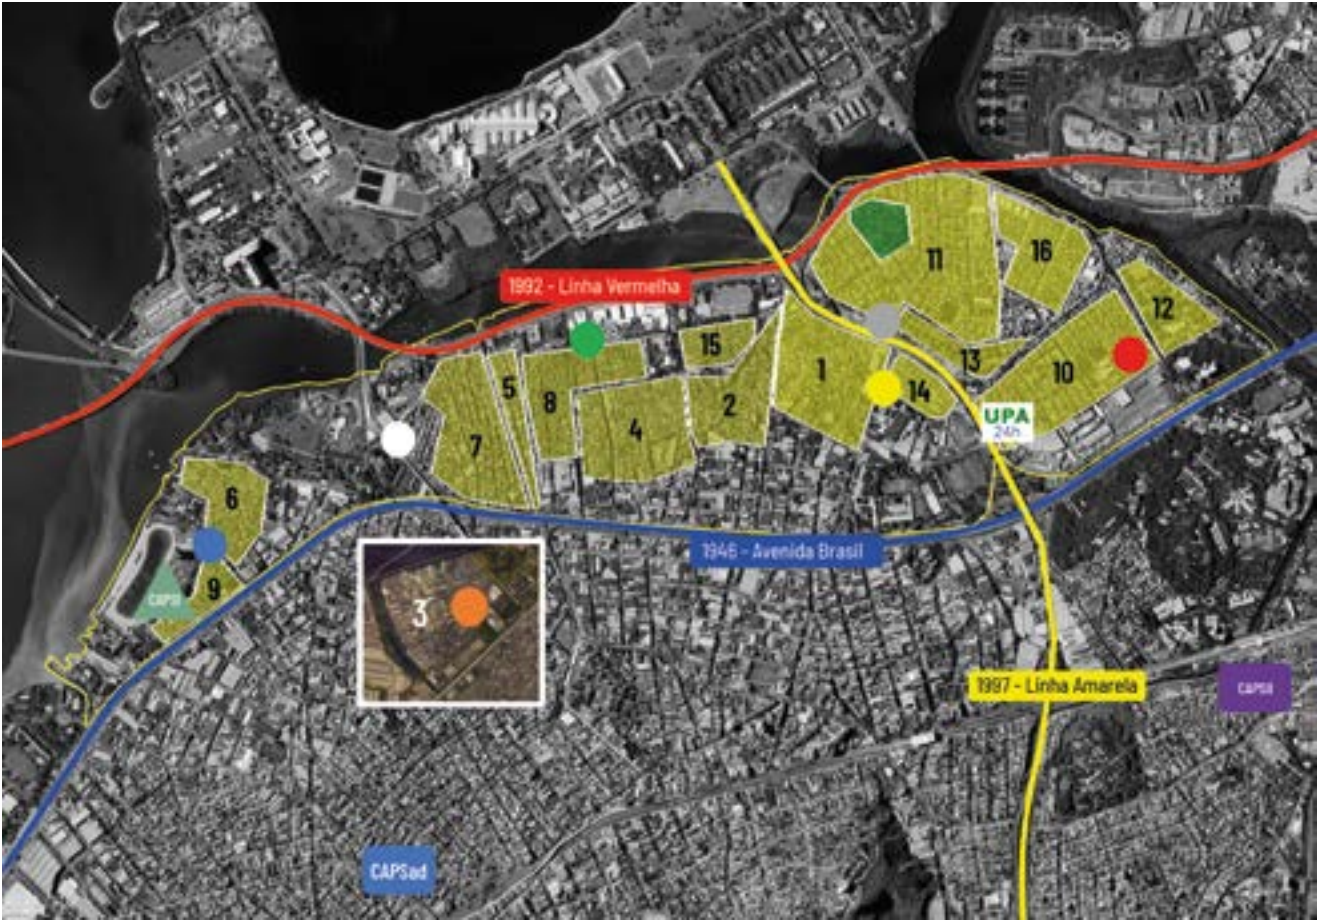 11
16
1992 - Linha Vermelha
12
15
13
1
10
5
8
14
2
UPA
24h
4
7
6
1946 - Avenida Brasil
9
CAPSI
3
1997 - Linha Amarela
CAPSII
CAPSad